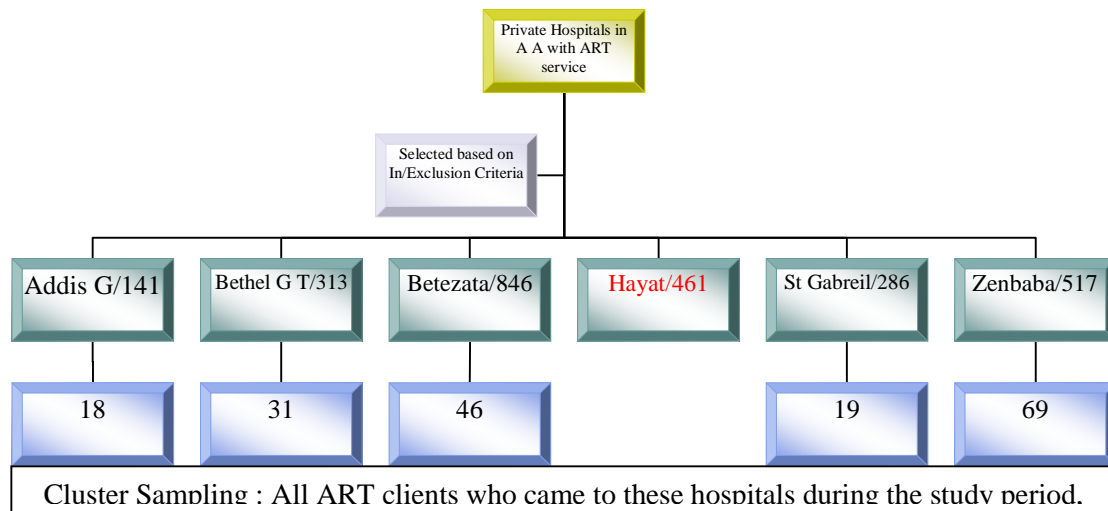 Private Hospitals in
A A with ART
service
Selected based on
In/Exclusion Criteria
Addis G/141
Bethel G T/313
Betezata/846
Hayat/461
St Gabreil/286
Zenbaba/517
18
31
46
19
69
Cluster Sampling : All ART clients who came to these hospitals during the study period,